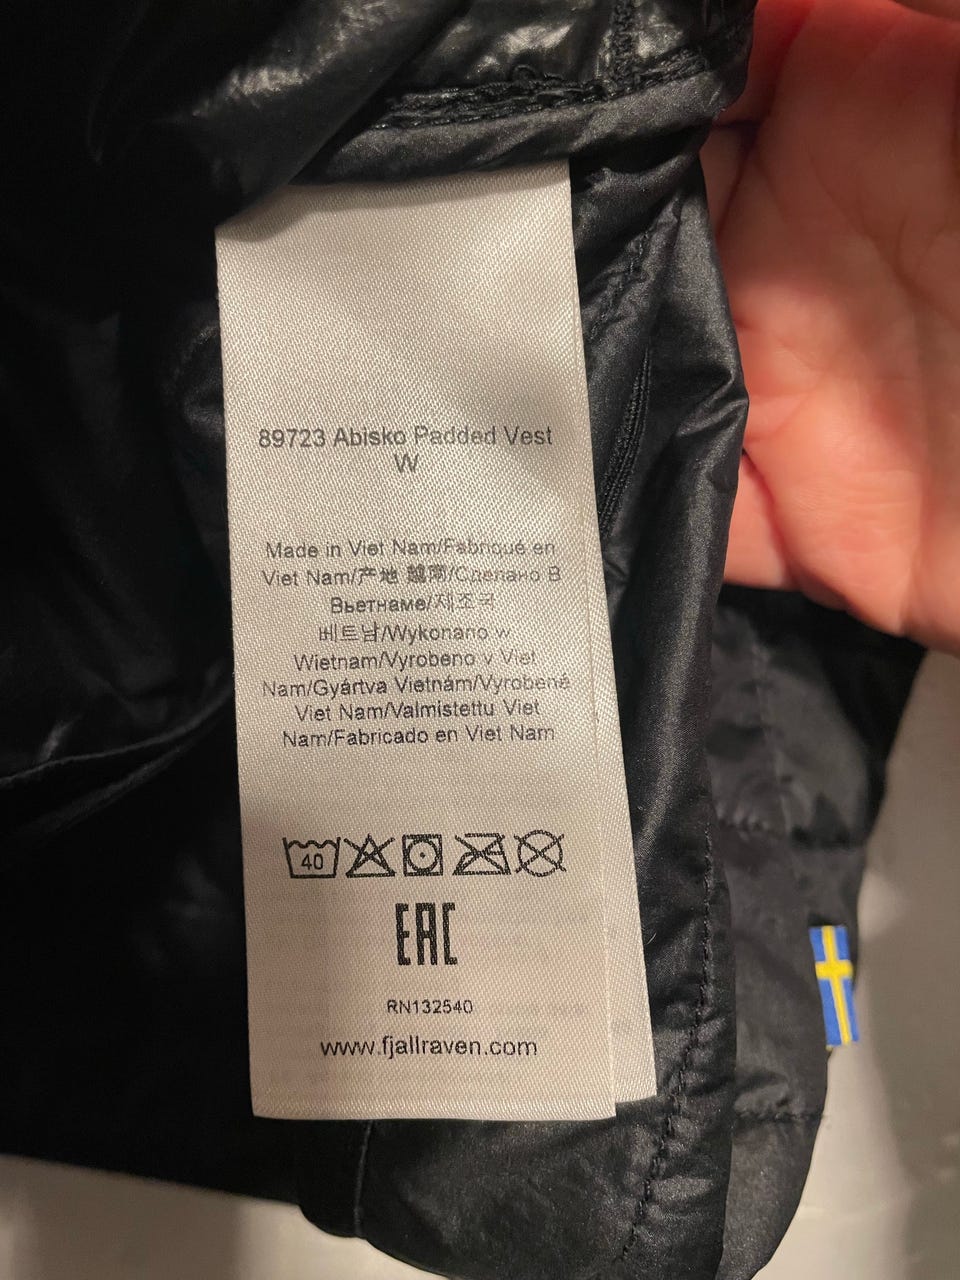 89723 Abisko Padded Vest
W
Made in Viet Nam/Fabriqué en
Viet Nam/产地 越南/Сделано В
Вьетнаме/제조국
베트남/Wykonano w
Wietnam/Vyrobeno v Viet
Nam/Gyártva Vietnám/Vyrobené
Viet Nam/Valmistettu Viet
Nam/Fabricado en Viet Nam
40
EAC
RN132540
www.fjallraven.com